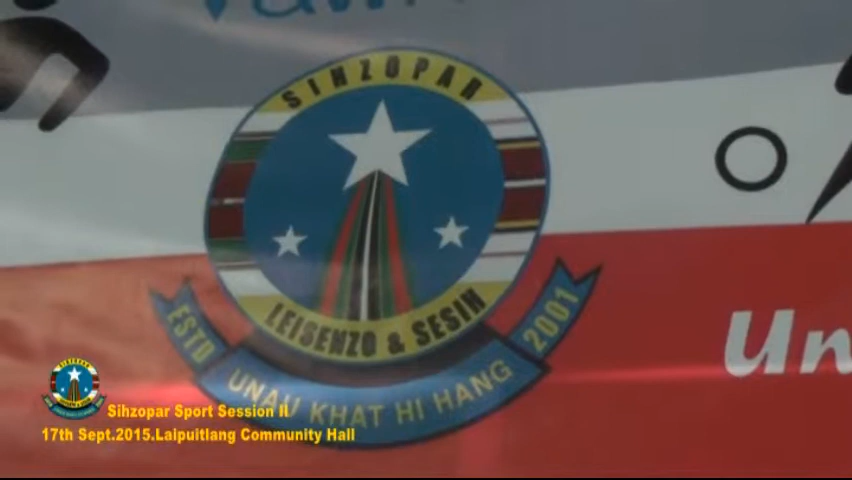 SIHZOPAR
LEISENZO & SESIH
ESTD
2001
UNAU KHAT HI HANG
Un
Sihzopar Sport Session II
17th Sept.2015.Laipuitlang Community Hall